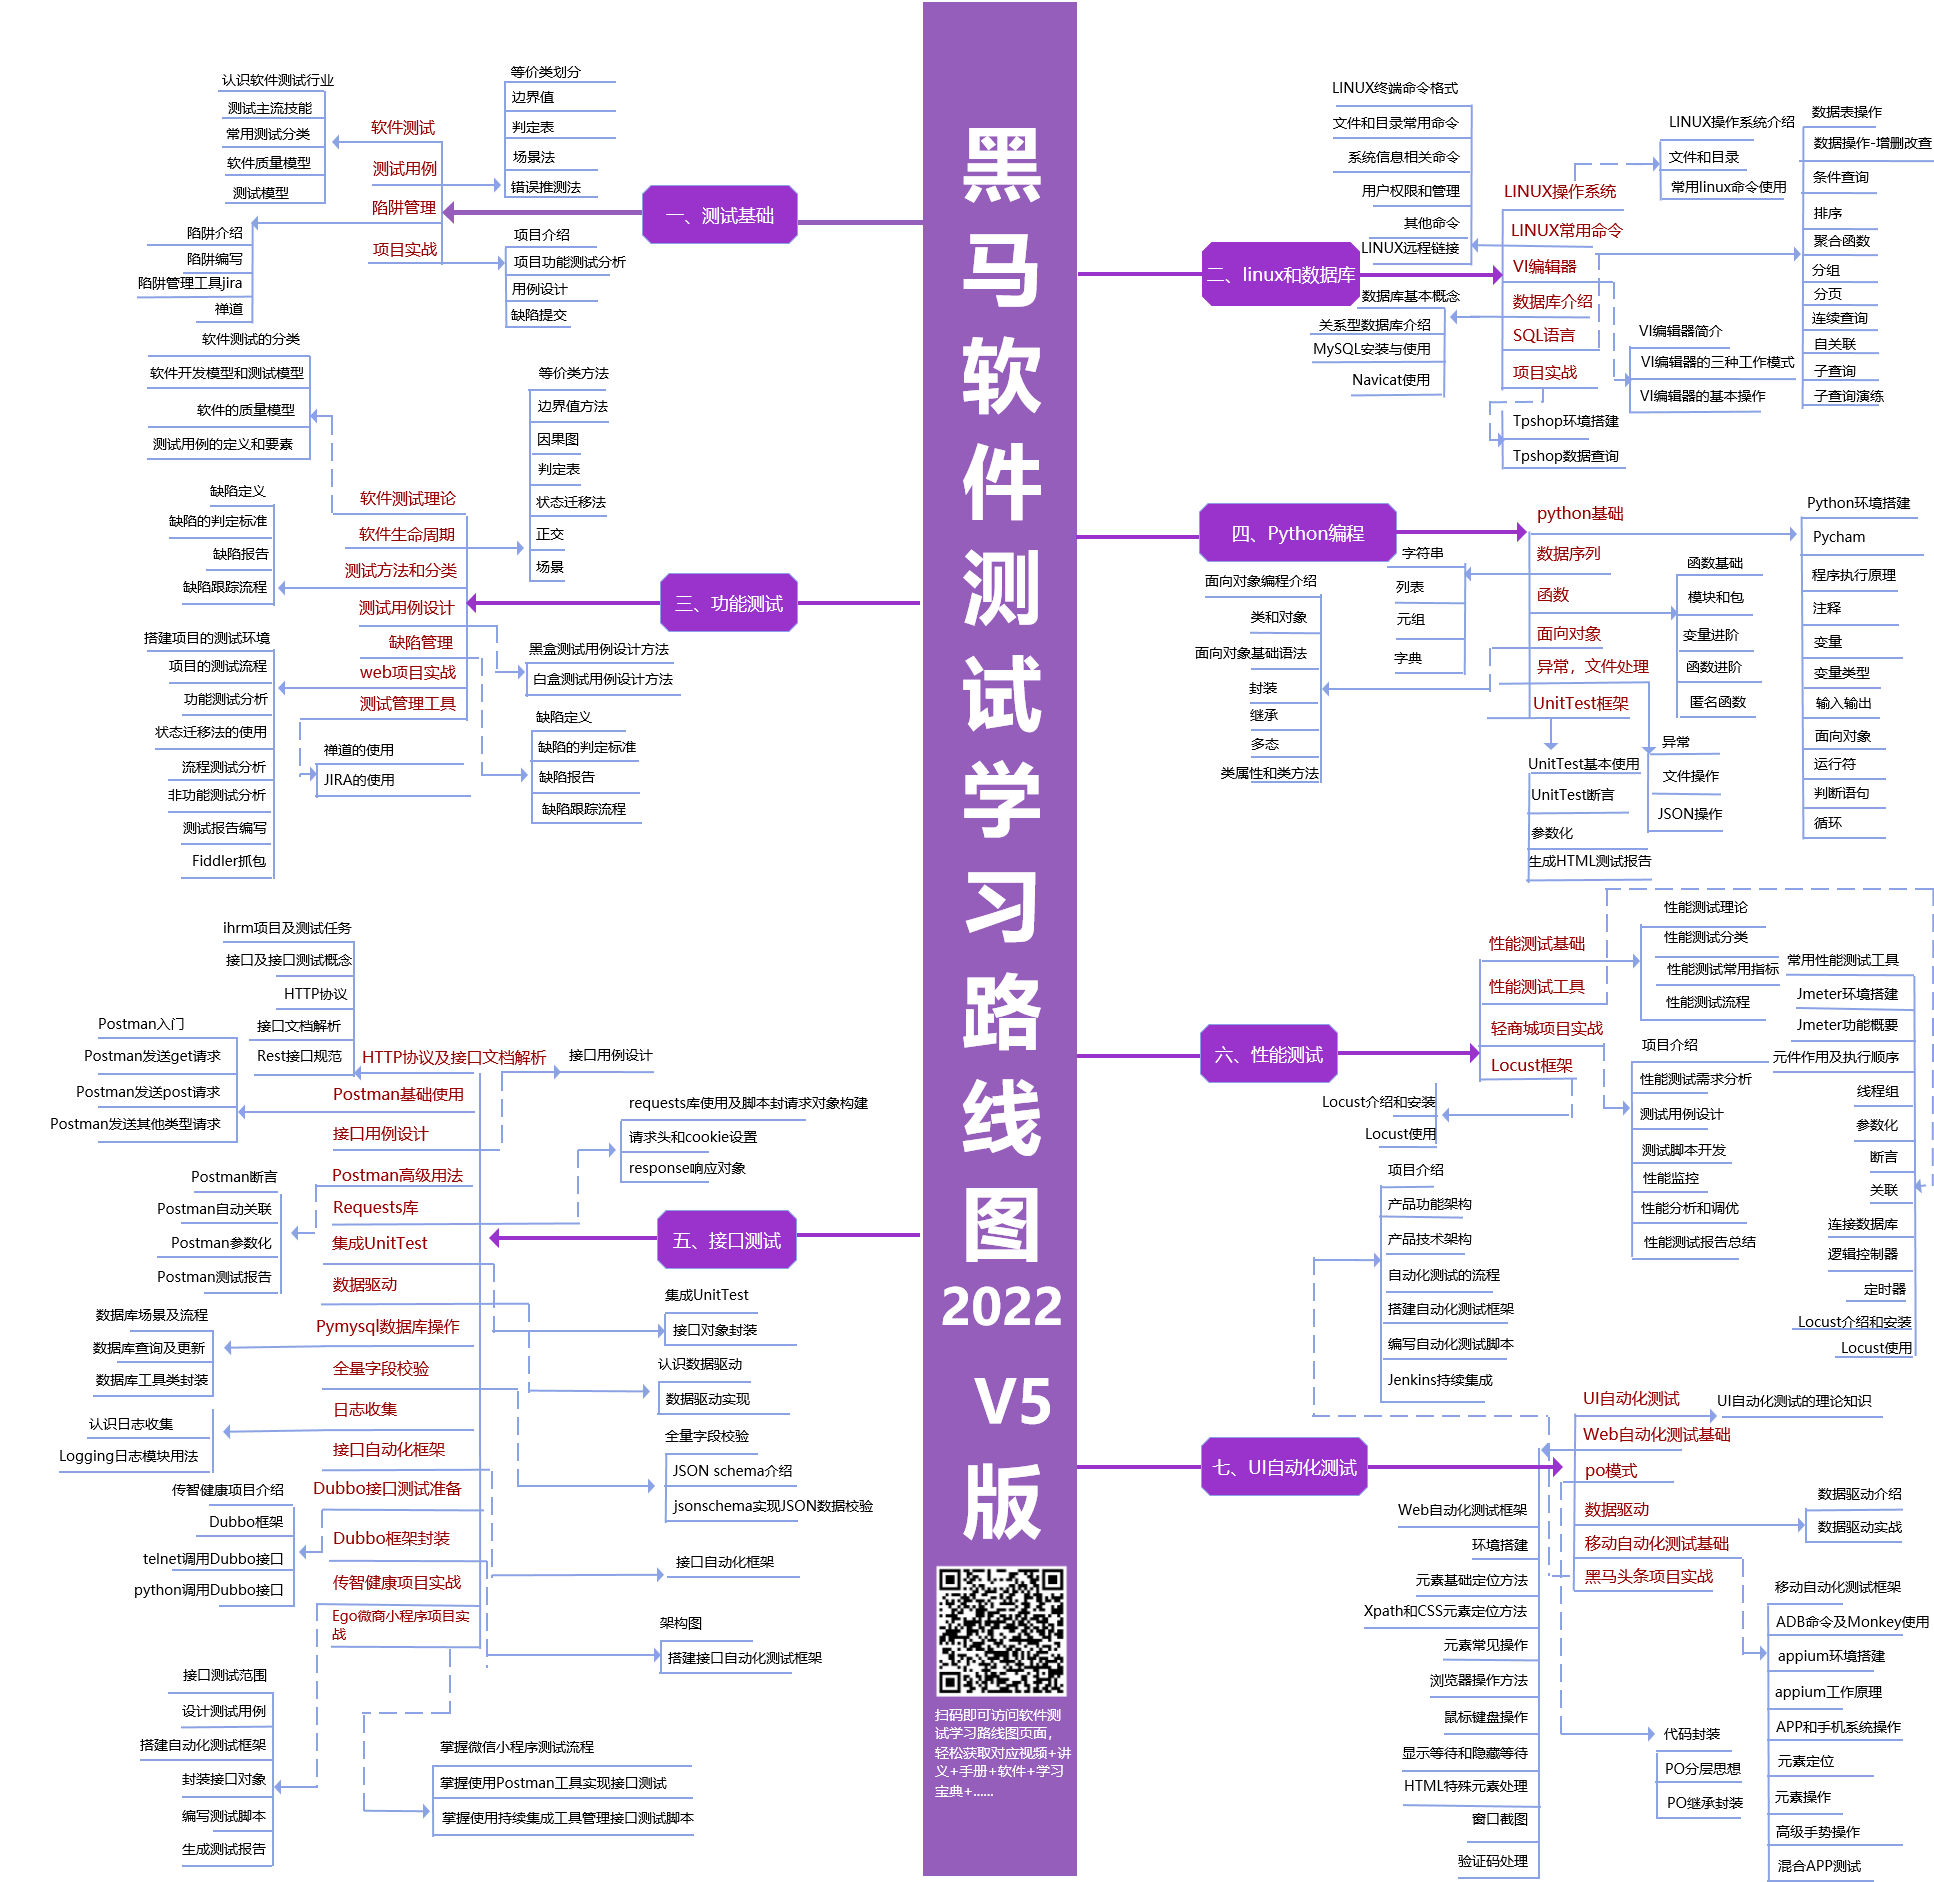 黑马软件测试学习路线图
2022
V5
版
扫码即可访问软件测
试学习路线图页面，
轻松获取对应视频+讲
义+手册+软件+学习
宝典+……
一、测试基础
软件测试
认识软件测试行业
测试主流技能
常用测试分类
软件质量模型
测试模型
测试用例
等价类划分
边界值
判定表
场景法
错误推测法
陷阱管理
陷阱介绍
陷阱编写
陷阱管理工具jira
禅道
项目实战
项目介绍
项目功能测试分析
用例设计
缺陷提交
二、linux和数据库
LINUX操作系统
LINUX操作系统介绍
文件和目录
常用linux命令使用
LINUX常用命令
LINUX终端命令格式
文件和目录常用命令
系统信息相关命令
用户权限和管理
其他命令
LINUX远程链接
VI编辑器
VI编辑器简介
VI编辑器的三种工作模式
VI编辑器的基本操作
数据库介绍
数据库基本概念
关系型数据库介绍
MySQL安装与使用
Navicat使用
SQL语言
数据表操作
数据操作-增删改查
条件查询
排序
聚合函数
分组
分页
连续查询
自关联
子查询
子查询演练
项目实战
Tpshop环境搭建
Tpshop数据查询
三、功能测试
软件测试理论
软件测试的分类
软件开发模型和测试模型
软件的质量模型
测试用例的定义和要素
软件生命周期
等价类方法
边界值方法
因果图
判定表
状态迁移法
正交
场景
测试方法和分类
缺陷定义
缺陷的判定标准
缺陷报告
缺陷跟踪流程
测试用例设计
黑盒测试用例设计方法
白盒测试用例设计方法
缺陷管理
缺陷定义
缺陷的判定标准
缺陷报告
缺陷跟踪流程
web项目实战
搭建项目的测试环境
项目的测试流程
功能测试分析
状态迁移法的使用
流程测试分析
非功能测试分析
测试报告编写
Fiddler抓包
测试管理工具
禅道的使用
JIRA的使用
四、Python编程
python基础
Python环境搭建
Pycham
程序执行原理
注释
变量
变量类型
输入输出
面向对象
运行符
判断语句
循环
数据序列
字符串
列表
元组
字典
函数
函数基础
模块和包
变量进阶
函数进阶
匿名函数
面向对象
面向对象编程介绍
类和对象
面向对象基础语法
封装
继承
多态
类属性和类方法
异常，文件处理
异常
文件操作
JSON操作
UnitTest框架
UnitTest基本使用
UnitTest断言
参数化
生成HTML测试报告
五、接口测试
HTTP协议及接口文档解析
ihrm项目及测试任务
接口及接口测试概念
HTTP协议
接口文档解析
Rest接口规范
Postman基础使用
Postman入门
Postman发送get请求
Postman发送post请求
Postman发送其他类型请求
接口用例设计
接口用例设计
Postman高级用法
Postman断言
Postman自动关联
Postman参数化
Postman测试报告
Requests库
requests库使用及脚本封请求对象构建
请求头和cookie设置
response响应对象
集成UnitTest
集成UnitTest
接口对象封装
数据驱动
认识数据驱动
数据驱动实现
Pymysql数据库操作
数据库场景及流程
数据库查询及更新
数据库工具类封装
全量字段校验
全量字段校验
JSON schema介绍
jsonschema实现JSON数据校验
日志收集
认识日志收集
Logging日志模块用法
接口自动化框架
接口自动化框架
Dubbo接口测试准备
传智健康项目介绍
Dubbo框架
telnet调用Dubbo接口
python调用Dubbo接口
Dubbo框架封装
架构图
搭建接口自动化测试框架
传智健康项目实战
接口测试范围
设计测试用例
搭建自动化测试框架
封装接口对象
编写测试脚本
生成测试报告
Ego微商小程序项目实
战
掌握微信小程序测试流程
掌握使用Postman工具实现接口测试
掌握使用持续集成工具管理接口测试脚本
六、性能测试
性能测试基础
性能测试理论
性能测试分类
性能测试常用指标
性能测试流程
性能测试工具
常用性能测试工具
Jmeter环境搭建
Jmeter功能概要
元件作用及执行顺序
线程组
参数化
断言
关联
连接数据库
逻辑控制器
定时器
Locust介绍和安装
Locust使用
轻商城项目实战
项目介绍
性能测试需求分析
测试用例设计
测试脚本开发
性能监控
性能分析和调优
性能测试报告总结
Locust框架
Locust介绍和安装
Locust使用
七、UI自动化测试
UI自动化测试
UI自动化测试的理论知识
Web自动化测试基础
Web自动化测试框架
环境搭建
元素基础定位方法
Xpath和CSS元素定位方法
元素常见操作
浏览器操作方法
鼠标键盘操作
显示等待和隐藏等待
HTML特殊元素处理
窗口截图
验证码处理
po模式
代码封装
PO分层思想
PO继承封装
数据驱动
数据驱动介绍
数据驱动实战
移动自动化测试基础
移动自动化测试框架
ADB命令及Monkey使用
appium环境搭建
appium工作原理
APP和手机系统操作
元素定位
元素操作
高级手势操作
混合APP测试
黑马头条项目实战
项目介绍
产品功能架构
产品技术架构
自动化测试的流程
搭建自动化测试框架
编写自动化测试脚本
Jenkins持续集成